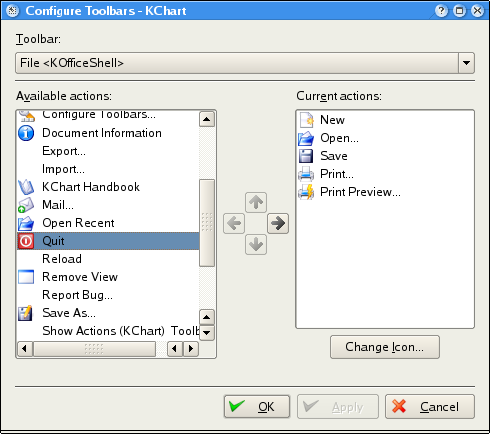 Configure Toolbars - KChart
Toolbar:
File <KOfficeShell>
Available actions:
Configure Toolbars...
Document Information
Export...
Import...
KChart Handbook
Mail...
Open Recent
Quit
Reload
Remove View
Report Bug...
Save As...
Show Actions (KChart) Toolb
Current actions:
New
Open...
Save
Print...
Print Preview...
Change Icon...
OK
Apply
Cancel